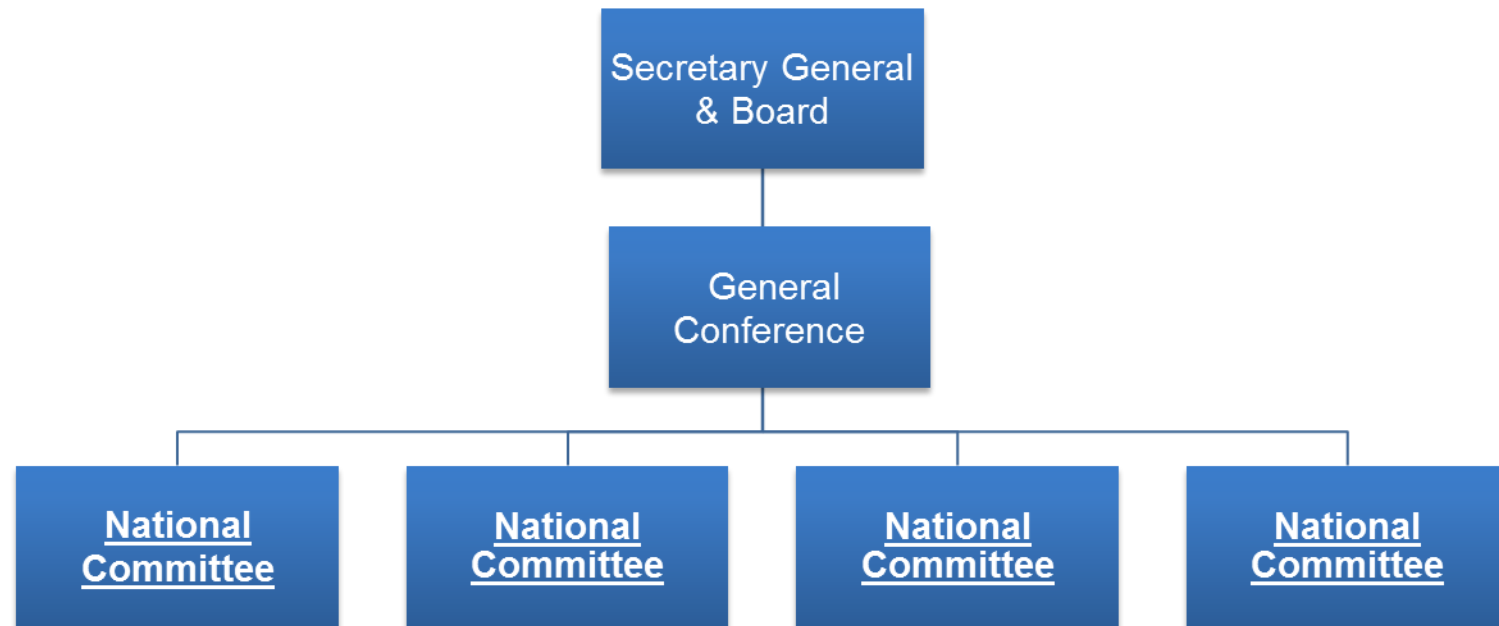 Secretary General
& Board
General
Conference
National
Committee
National
Committee
National
Committee
National
Committee